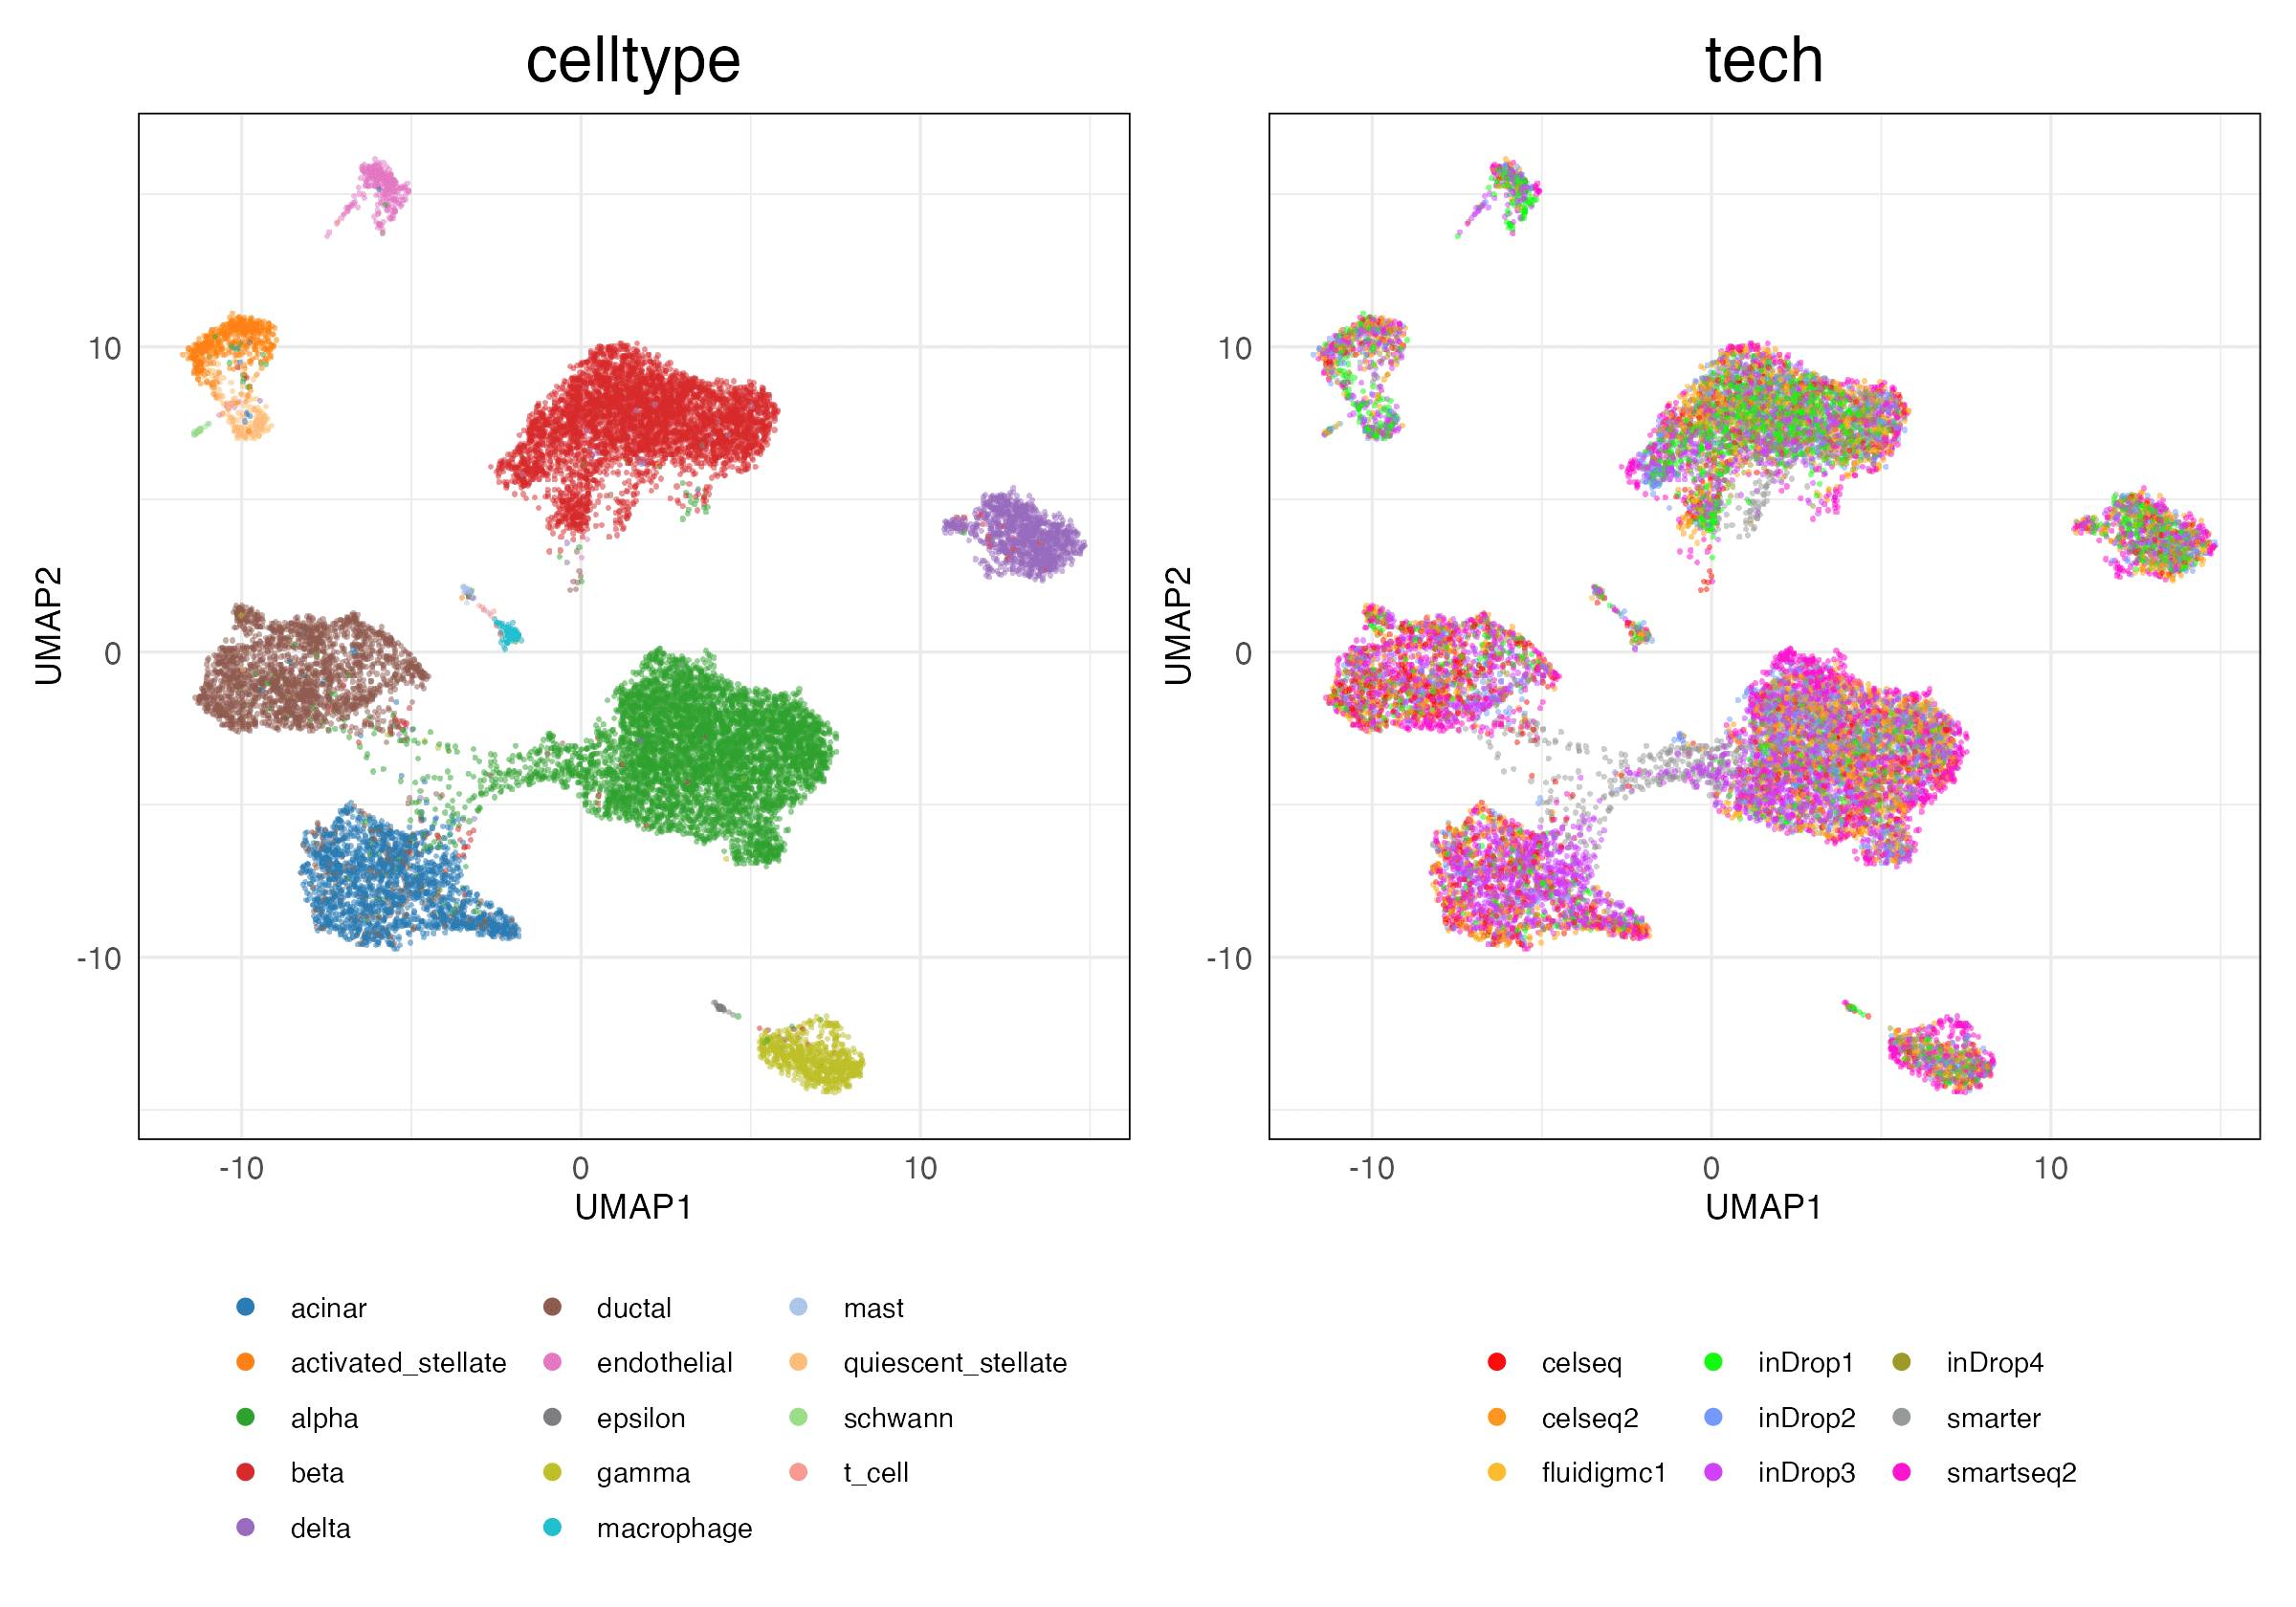 celltype
tech
UMAP2
10
0
-10
-10
0
10
UMAP1
UMAP2
10
0
-10
-10
0
10
UMAP1
acinar
activated_stellate
alpha
beta
delta
ductal
endothelial
epsilon
gamma
macrophage
mast
quiescent_stellate
schwann
t_cell
celseq
celseq2
fluidigmc1
inDrop1
inDrop2
inDrop3
inDrop4
smarter
smartseq2